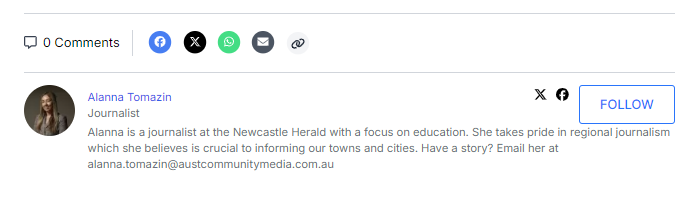 0 Comments
Alanna Tomazin
Journalist
FOLLOW
Alanna is a journalist at the Newcastle Herald with a focus on education. She takes pride in regional journalism
which she believes is crucial to informing our towns and cities. Have a story? Email her at
alanna.tomazin@austcommunitymedia.com.au